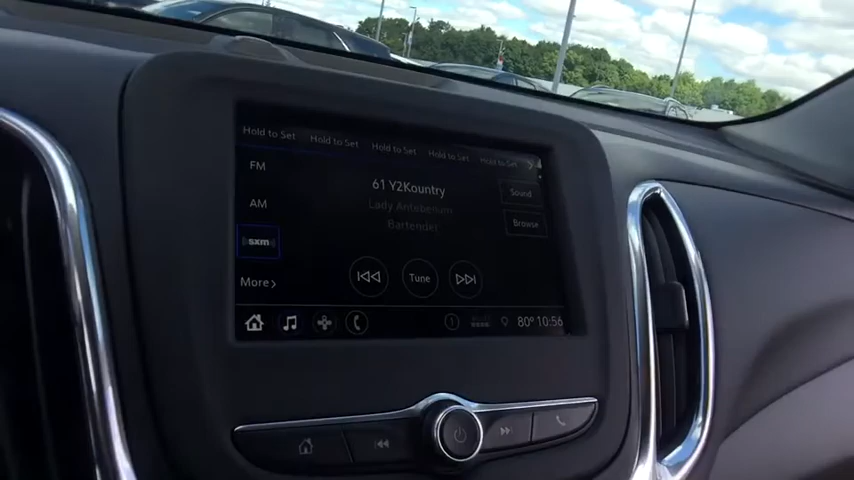 Hold to Set Hold to Set Hold to Set Hold to Set Hold to Set
FM
61 Y2Kountry
Sound
AM
Lady Antebellum
Browse
Bartender
sxm
More
Tune
1
80° 10:56